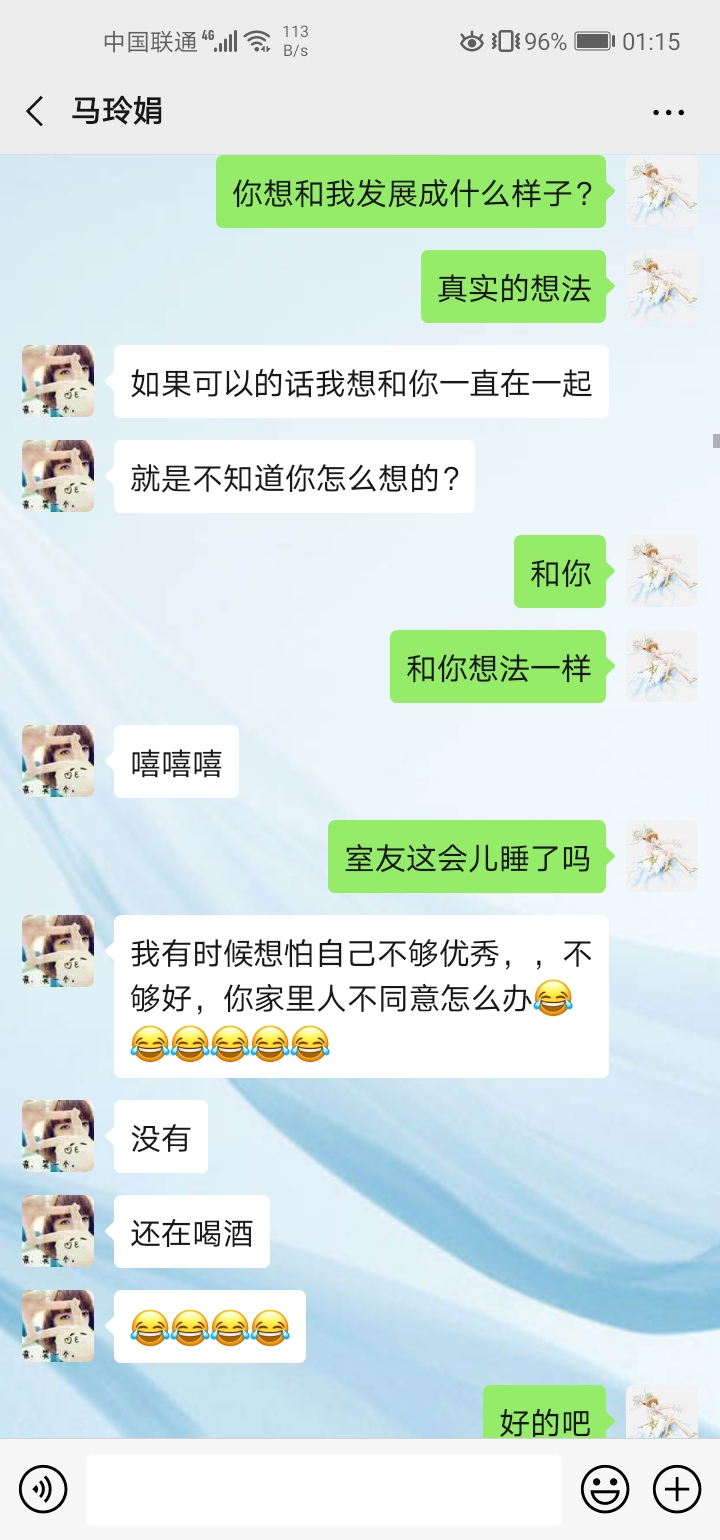 中国联通 4G 113 B/s 96% 01:15
马玲娟
你想和我发展成什么样子?
真实的想法
如果可以的话我想和你一直在一起
就是不知道你怎么想的?
和你
和你想法一样
嘻嘻嘻
室友这会儿睡了吗
我有时候想怕自己不够优秀，，不
够好，你家里人不同意怎么办😂
😂😂😂😂😂
没有
还在喝酒
😂😂😂😂
好的吧